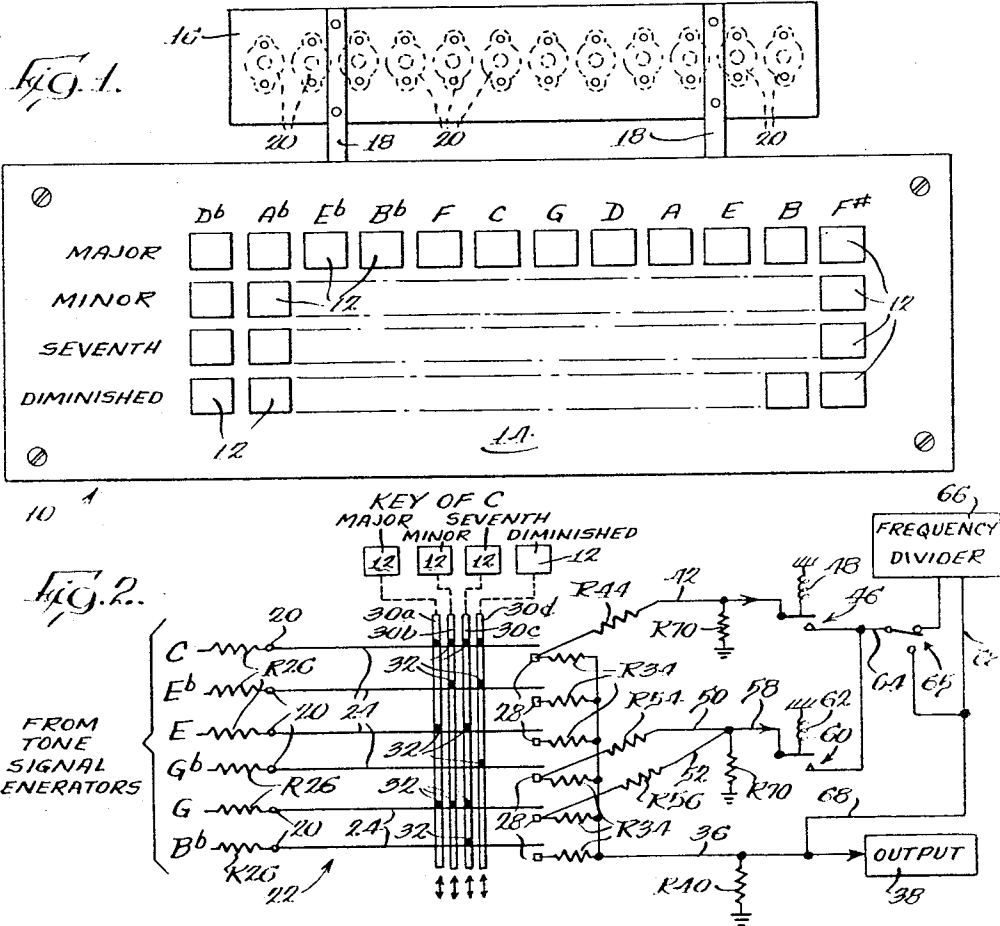 Fig. 1.
16
20 18 20 18 20
Db Ab Eb Bb F C G D A E B F#
MAJOR
12
MINOR 12
SEVENTH
DIMINISHED
12
14.
10
Fig. 2.
KEY OF C
MAJOR MINOR SEVENTH DIMINISHED
12 12 12 12
66
FREQUENCY DIVIDER
30a 30b 30c 30d
R44 42 48 46
R70
C 20 R26 32 R34 64 65
Eb 20 24 28 R54 50 58 62
FROM TONE SIGNAL ENERATORS
E 32 60
Gb R26 52 R70
32 28 R56 68
G 20 24 32 R34
Bb 28 36
R26 22
R40
OUTPUT
38